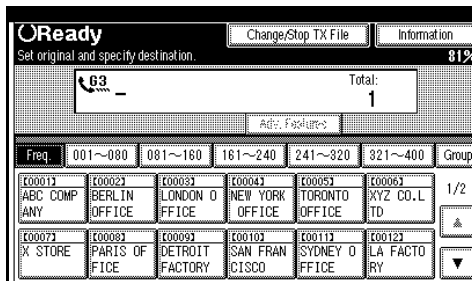 Ready
Change/Stop TX File
Information
Set original and specify destination.
81%
G3 _
Total:
1
Adv. Features
Freq.
001~080
081~160
161~240
241~320
321~400
Group
[0001]
ABC COMP
ANY
[0002]
BERLIN
OFFICE
[0003]
LONDON O
FFICE
[0004]
NEW YORK
OFFICE
[0005]
TORONTO
OFFICE
[0006]
XYZ CO.L
TD
1/2
[0007]
X STORE
[0008]
PARIS OF
FICE
[0009]
DETROIT
FACTORY
[0010]
SAN FRAN
CISCO
[0011]
SYDNEY O
FFICE
[0012]
LA FACTO
RY
▲
▼